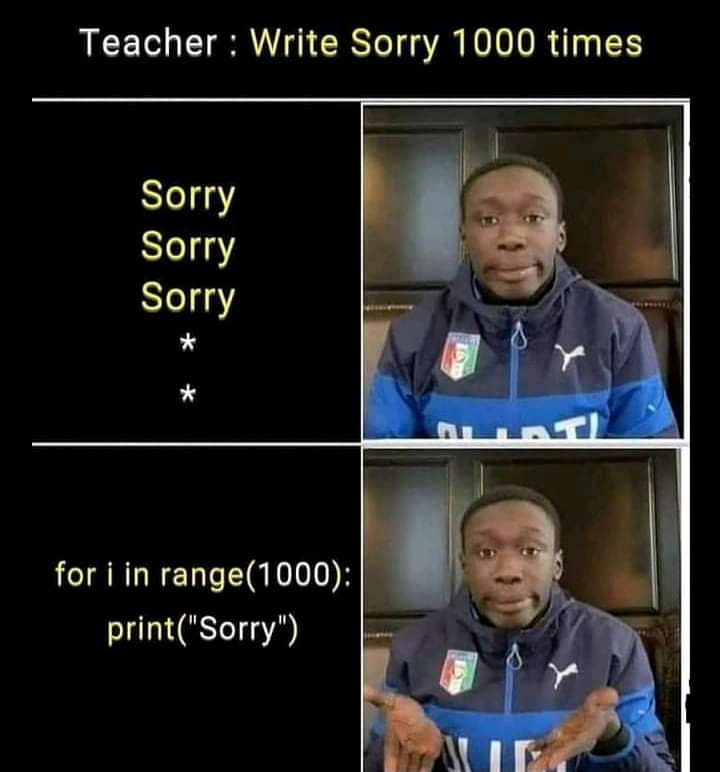 Teacher : Write Sorry 1000 times
Sorry
Sorry
Sorry
*
*
for i in range(1000):
print("Sorry")